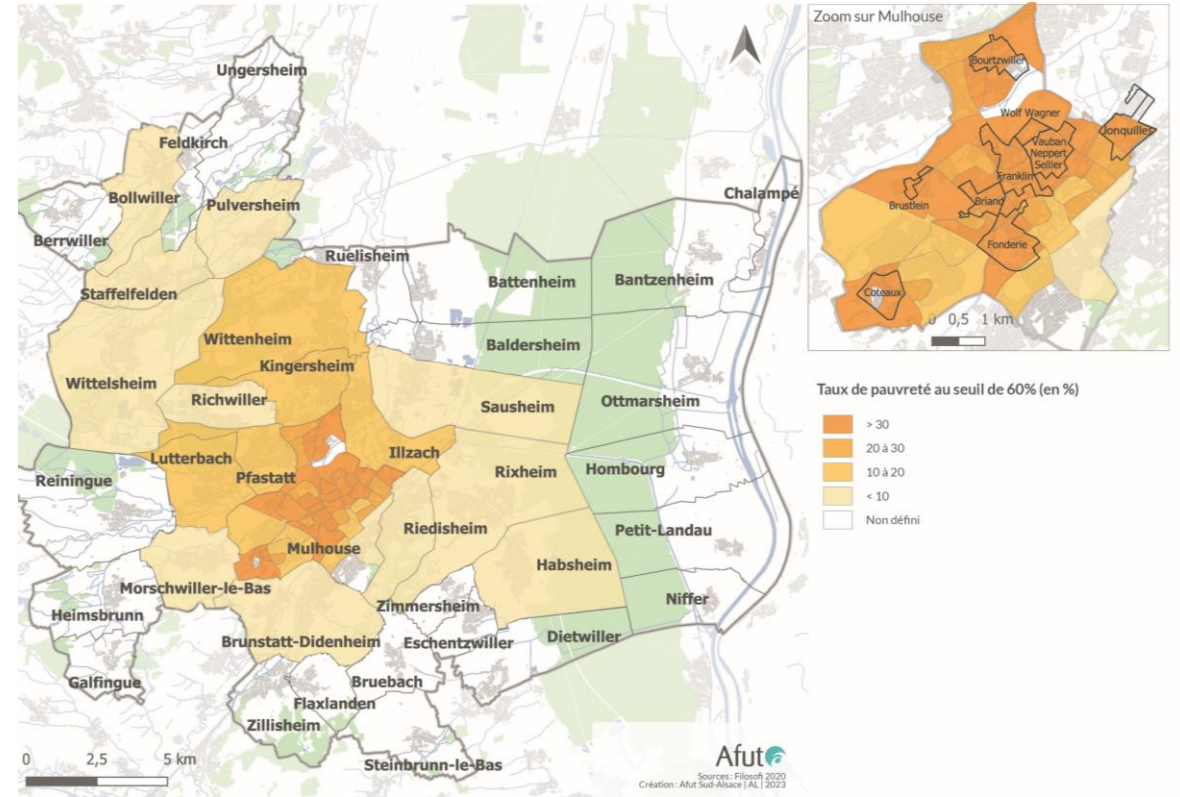 Ungersheim
Feldkirch
Bollwiller
Pulversheim
Berrwiller
Staffelfelden
Ruelisheim
Chalampé
Battenheim
Bantzenheim
Wittenheim
Baldersheim
Kingersheim
Wittelsheim
Richwiller
Sausheim
Ottmarsheim
Lutterbach
Illzach
Pfastatt
Rixheim
Hombourg
Reiningue
Riedisheim
Petit-Landau
Mulhouse
Habsheim
Morschwiller-le-Bas
Niffer
Heimsbrunn
Zimmersheim
Brunstatt-Didenheim
Eschentzwiller
Dietwiller
Galfingue
Bruebach
Flaxlanden
Zillisheim
Steinbrunn-le-Bas
0 2,5 5 km
Afut
Sources : Filosofi 2020
Création : Afut Sud-Alsace | AL | 2023
Zoom sur Mulhouse
Bourtzwiller
Wolf Wagner
Jonquilles
Vauban
Neppert
Sellier
Franklin
Brustlein
Briand
Fonderie
Coteaux
0 0,5 1 km
Taux de pauvreté au seuil de 60% (en %)
> 30
20 à 30
10 à 20
< 10
Non défini